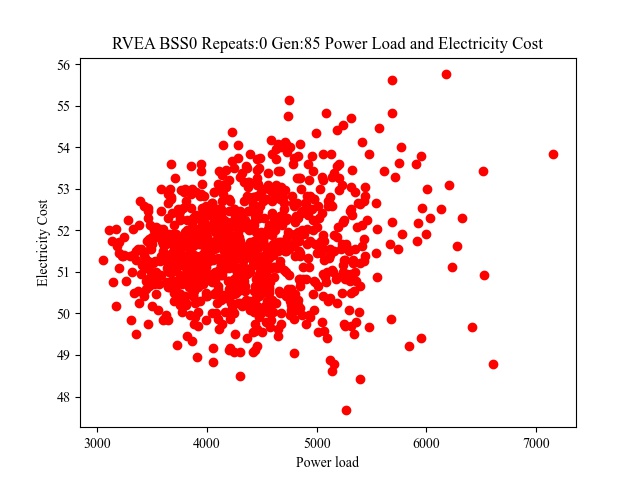 RVEA BSS0 Repeats:0 Gen:85 Power Load and Electricity Cost
56
55
54
53
52
51
50
49
48
Electricity Cost
3000 4000 5000 6000 7000
Power load